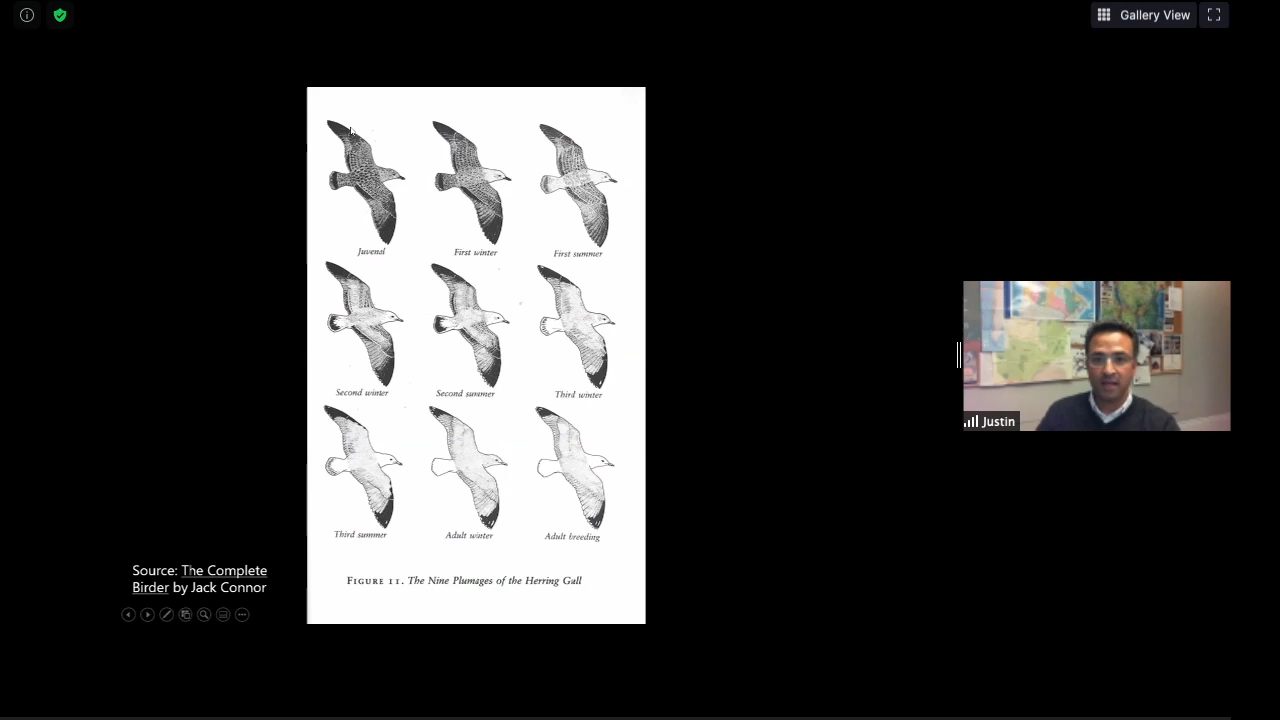 Gallery View
Juvenal
First winter
First summer
Second winter
Second summer
Third winter
Third summer
Adult winter
Adult breeding
FIGURE 11. The Nine Plumages of the Herring Gull
Source: The Complete
Birder by Jack Connor
Justin